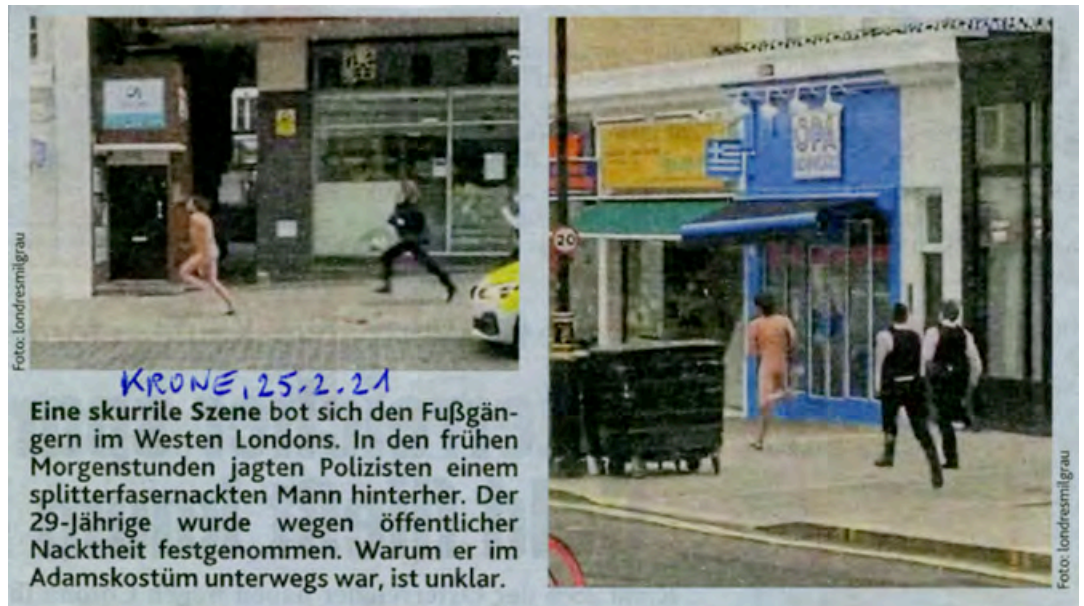 Foto: londresmilgrau
KRONE, 25.2.21
Eine skurrile Szene bot sich den Fußgän-
gern im Westen Londons. In den frühen
Morgenstunden jagten Polizisten einem
splitterfasernackten Mann hinterher. Der
29-Jährige wurde wegen öffentlicher
Nacktheit festgenommen. Warum er im
Adamskostüm unterwegs war, ist unklar.
20
Foto: londresmilgrau